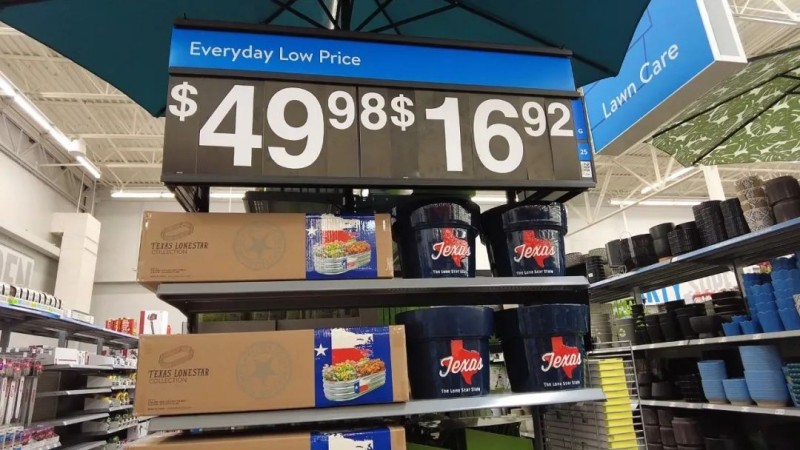 Everyday Low Price
$49.98 $16.92
G
25
Lawn Care
TEXAS LONESTAR
COLLECTION
Texas
Texas
TEXAS LONESTAR
COLLECTION
Texas
THE LONE STAR STATE
Texas
THE LONE STAR STATE